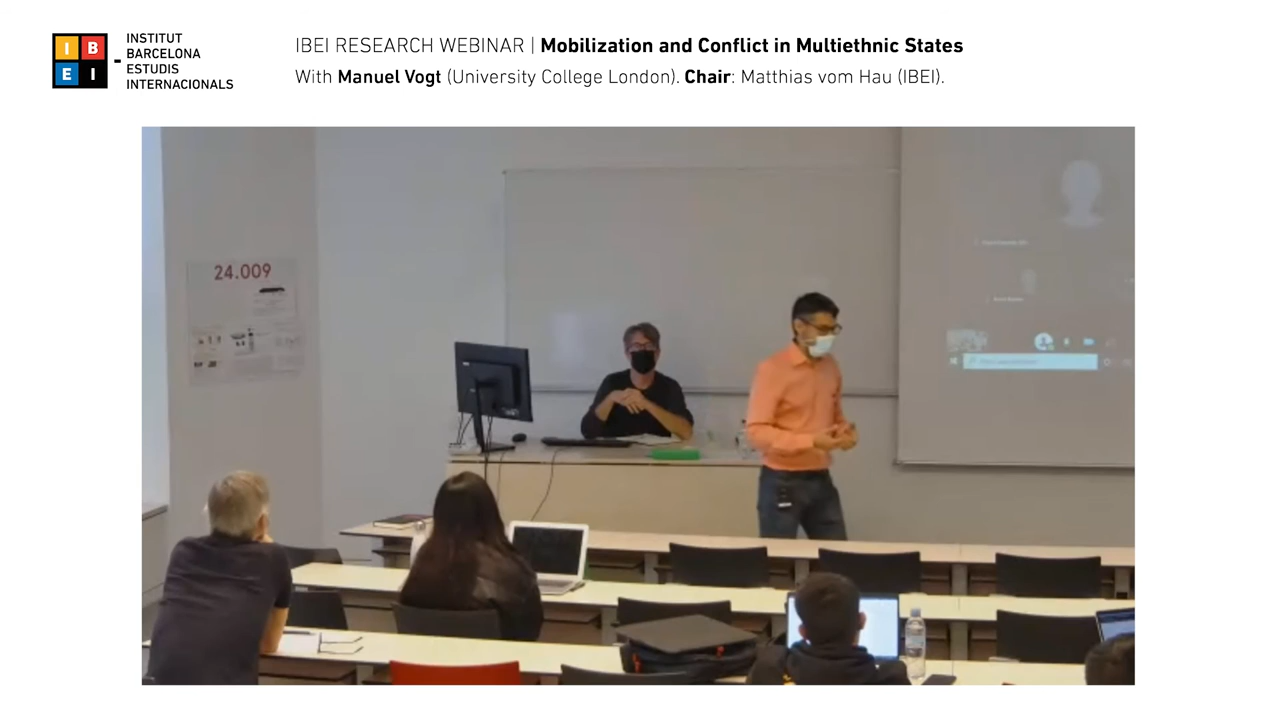 I B E I
INSTITUT
BARCELONA
ESTUDIS
INTERNACIONALS
IBEI RESEARCH WEBINAR | Mobilization and Conflict in Multiethnic States
With Manuel Vogt (University College London). Chair: Matthias vom Hau (IBEI).
24.009